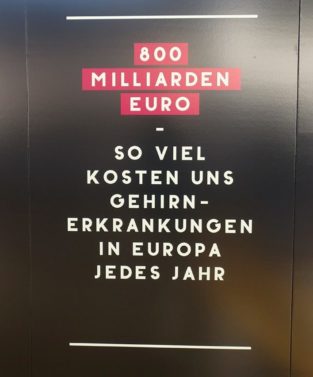 800
MILLIARDEN
EURO
-
SO VIEL
KOSTEN UNS
GEHIRN-
ERKRANKUNGEN
IN EUROPA
JEDES JAHR